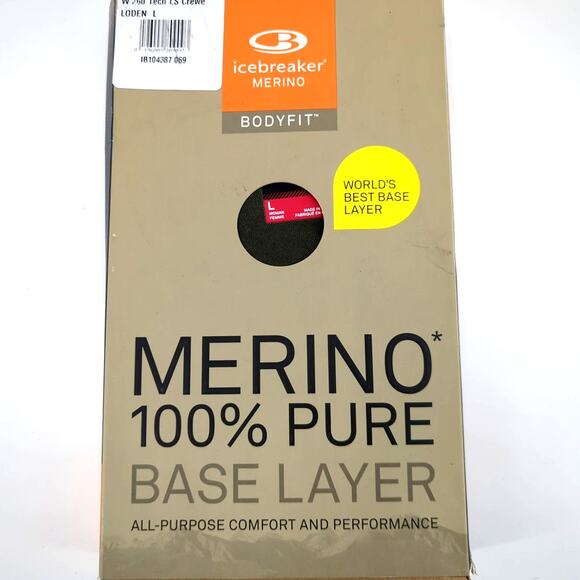 W 260 Tech LS Crewe
LODEN L
IB104387 069
icebreaker®
MERINO
BODYFIT™
WORLD'S
BEST BASE
LAYER
L
WOMAN
FEMME
MADE IN
FABRIQUÉ EN
MERINO*
100% PURE
BASE LAYER
ALL-PURPOSE COMFORT AND PERFORMANCE